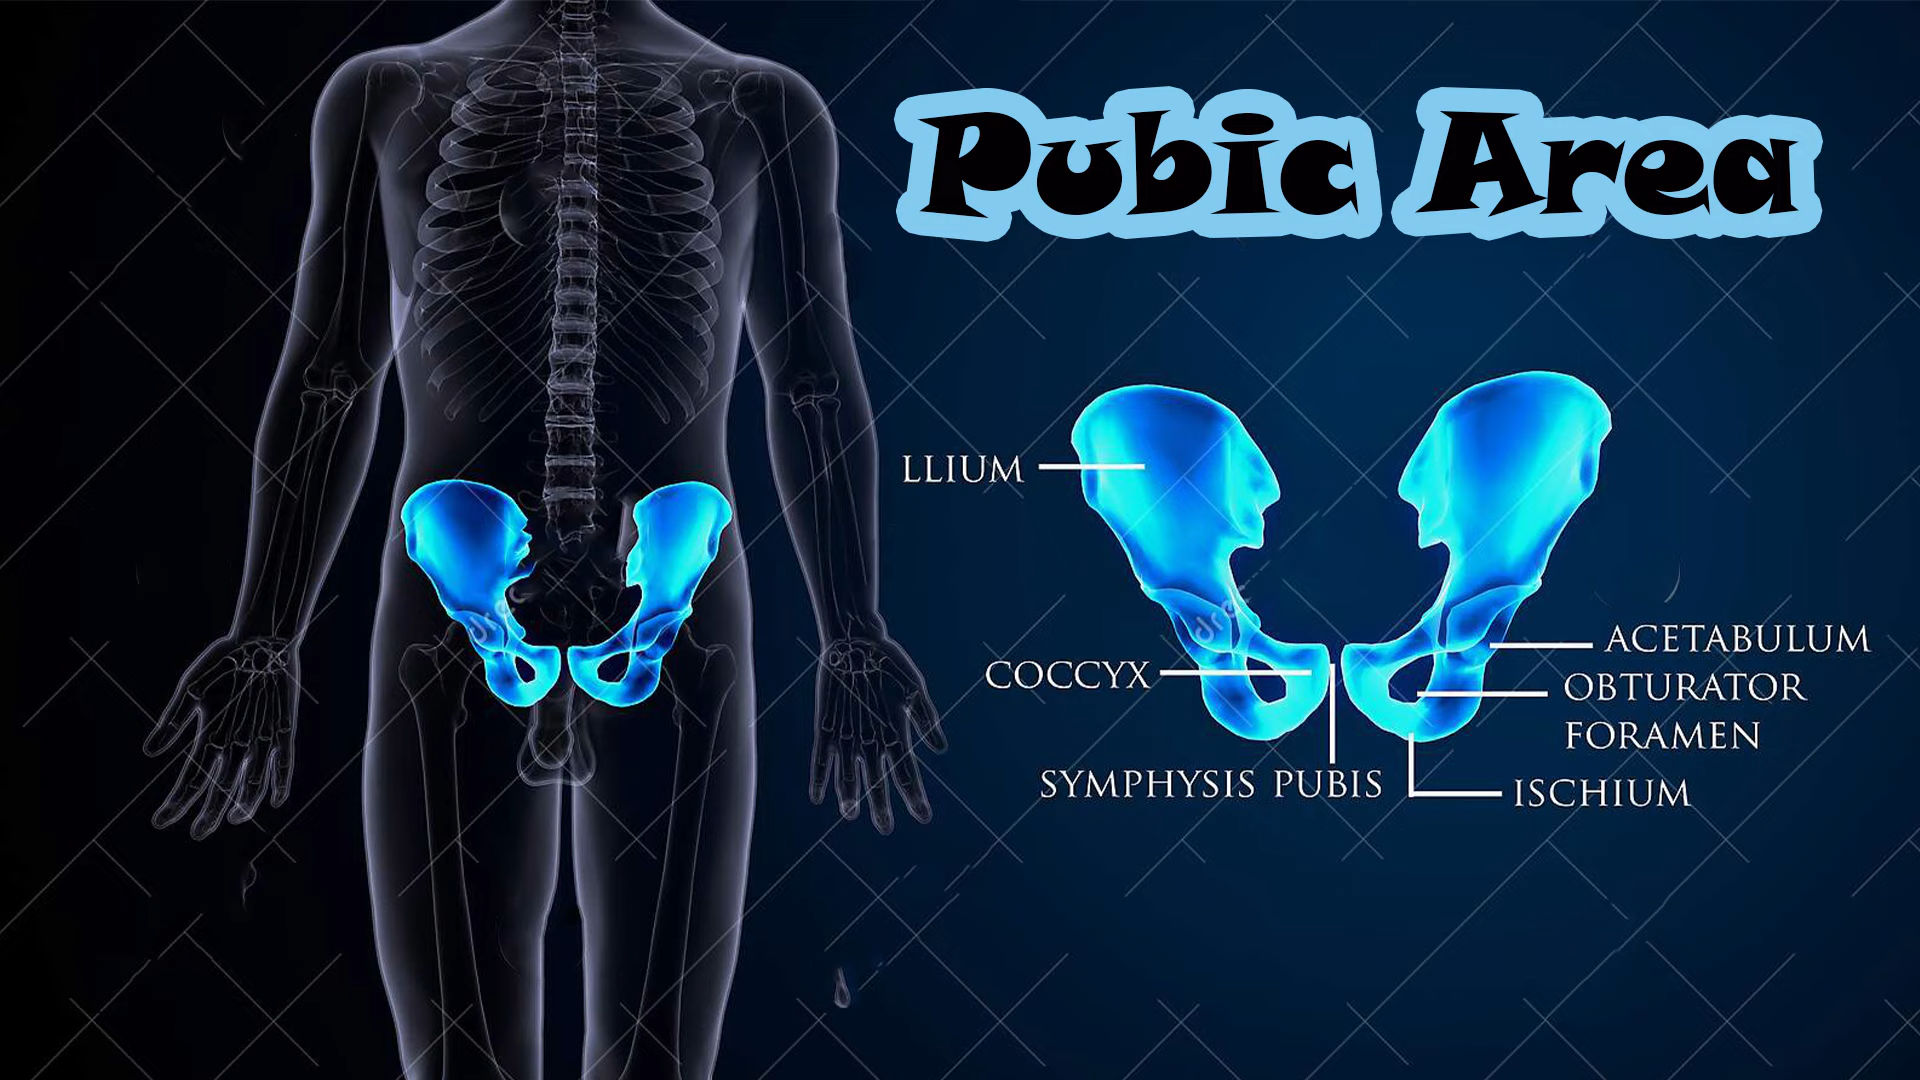 Pubic Area
LLIUM
ACETABULUM
COCCYX
OBTURATOR
FORAMEN
SYMPHYSIS PUBIS
ISCHIUM